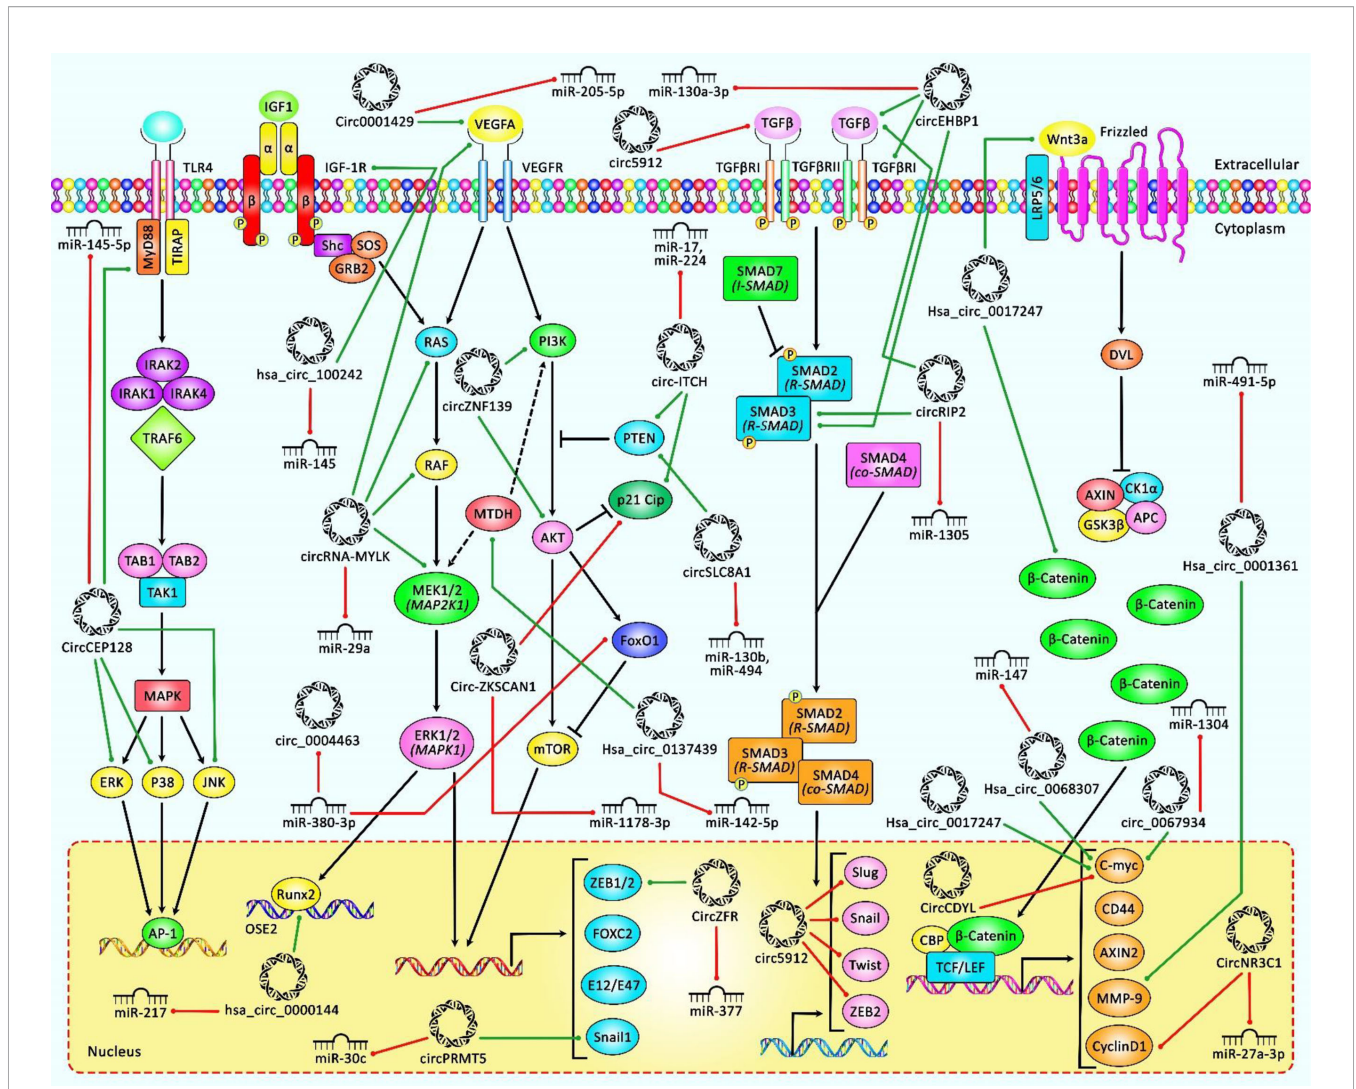 miR-205-5p
miR-130a-3p
Circ0001429
circEHBP1
IGF1
VEGFA
circ5912
TGFβ
TGFβ
Wnt3a
Frizzled
α
α
TLR4
IGF-1R
VEGFR
TGFβRI
TGFβRII
TGFβRI
Extracellular
β
β
LRP5/6
P
P
P
P
P
P
P
P
Cytoplasm
miR-145-5p
MyD88
TIRAP
Shc
SOS
GRB2
miR-17,
miR-224
SMAD7
(I-SMAD)
Hsa_circ_0017247
RAS
PI3K
P
DVL
IRAK2
hsa_circ_100242
circ-ITCH
SMAD2
(R-SMAD)
miR-491-5p
IRAK1
IRAK4
circZNF139
SMAD3
(R-SMAD)
circRIP2
TRAF6
PTEN
P
miR-145
RAF
SMAD4
(co-SMAD)
MTDH
p21 Cip
AXIN
CK1α
GSK3β
APC
circRNA-MYLK
AKT
miR-1305
TAB1
TAB2
circSLC8A1
Hsa_circ_0001361
TAK1
MEK1/2
(MAP2K1)
β-Catenin
β-Catenin
CircCEP128
miR-29a
FoxO1
β-Catenin
miR-130b,
miR-494
miR-147
Circ-ZKSCAN1
β-Catenin
MAPK
P
SMAD2
(R-SMAD)
miR-1304
circ_0004463
ERK1/2
(MAPK1)
mTOR
Hsa_circ_0137439
SMAD3
(R-SMAD)
β-Catenin
ERK
P38
JNK
P
SMAD4
(co-SMAD)
Hsa_circ_0068307
miR-380-3p
miR-1178-3p
miR-142-5p
Hsa_circ_0017247
circ_0067934
C-myc
ZEB1/2
Slug
Runx2
CircZFR
CircCDYL
OSE2
CD44
Snail
AP-1
FOXC2
circ5912
CBP
β-Catenin
AXIN2
CircNR3C1
Twist
TCF/LEF
E12/E47
MMP-9
miR-217
hsa_circ_0000144
miR-377
ZEB2
Snail1
CyclinD1
Nucleus
miR-30c
circPRMT5
miR-27a-3p